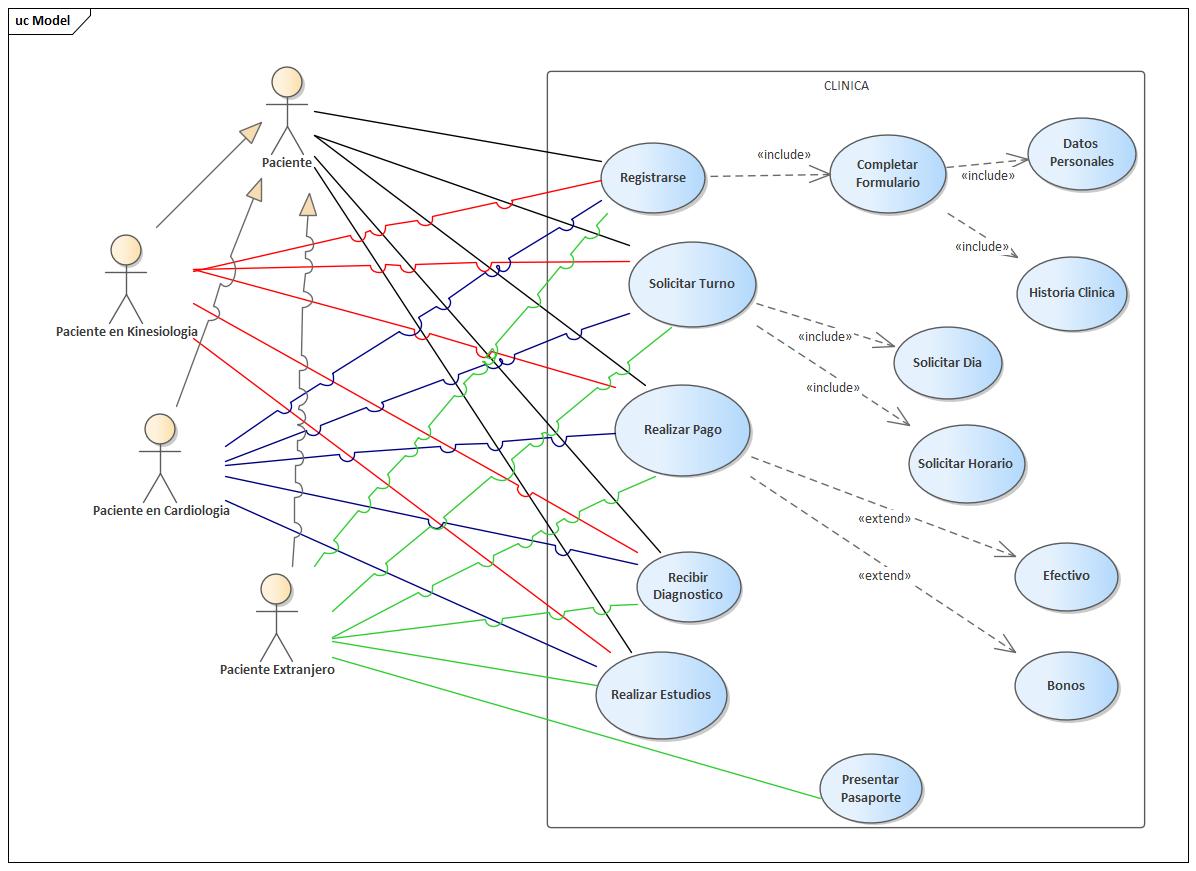 uc Model
CLINICA
Paciente
Registrarse
«include»
Completar
Formulario
«include»
Datos
Personales
«include»
Historia Clinica
Paciente en Kinesiologia
Solicitar Turno
«include»
Solicitar Dia
«include»
Solicitar Horario
Realizar Pago
Paciente en Cardiologia
«extend»
Efectivo
«extend»
Bonos
Recibir
Diagnostico
Paciente Extranjero
Realizar Estudios
Presentar
Pasaporte